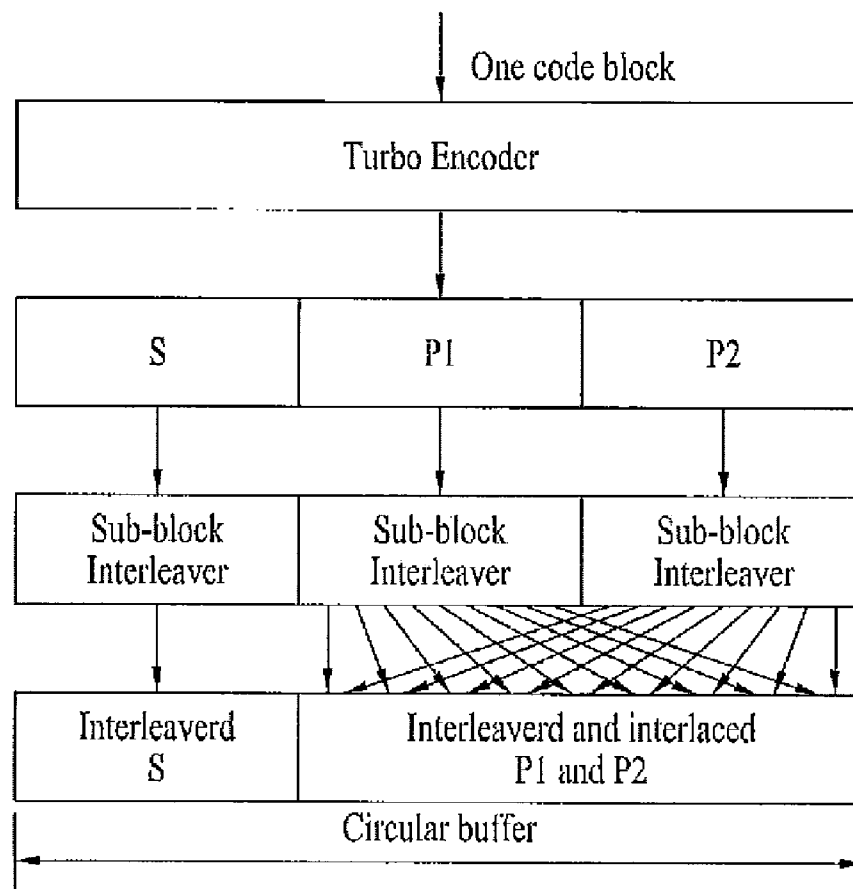 One code block
Turbo Encoder
S
P1
P2
Sub-block
Interleaver
Sub-block
Interleaver
Sub-block
Interleaver
Interleaverd
S
Interleaverd and interlaced
P1 and P2
Circular buffer